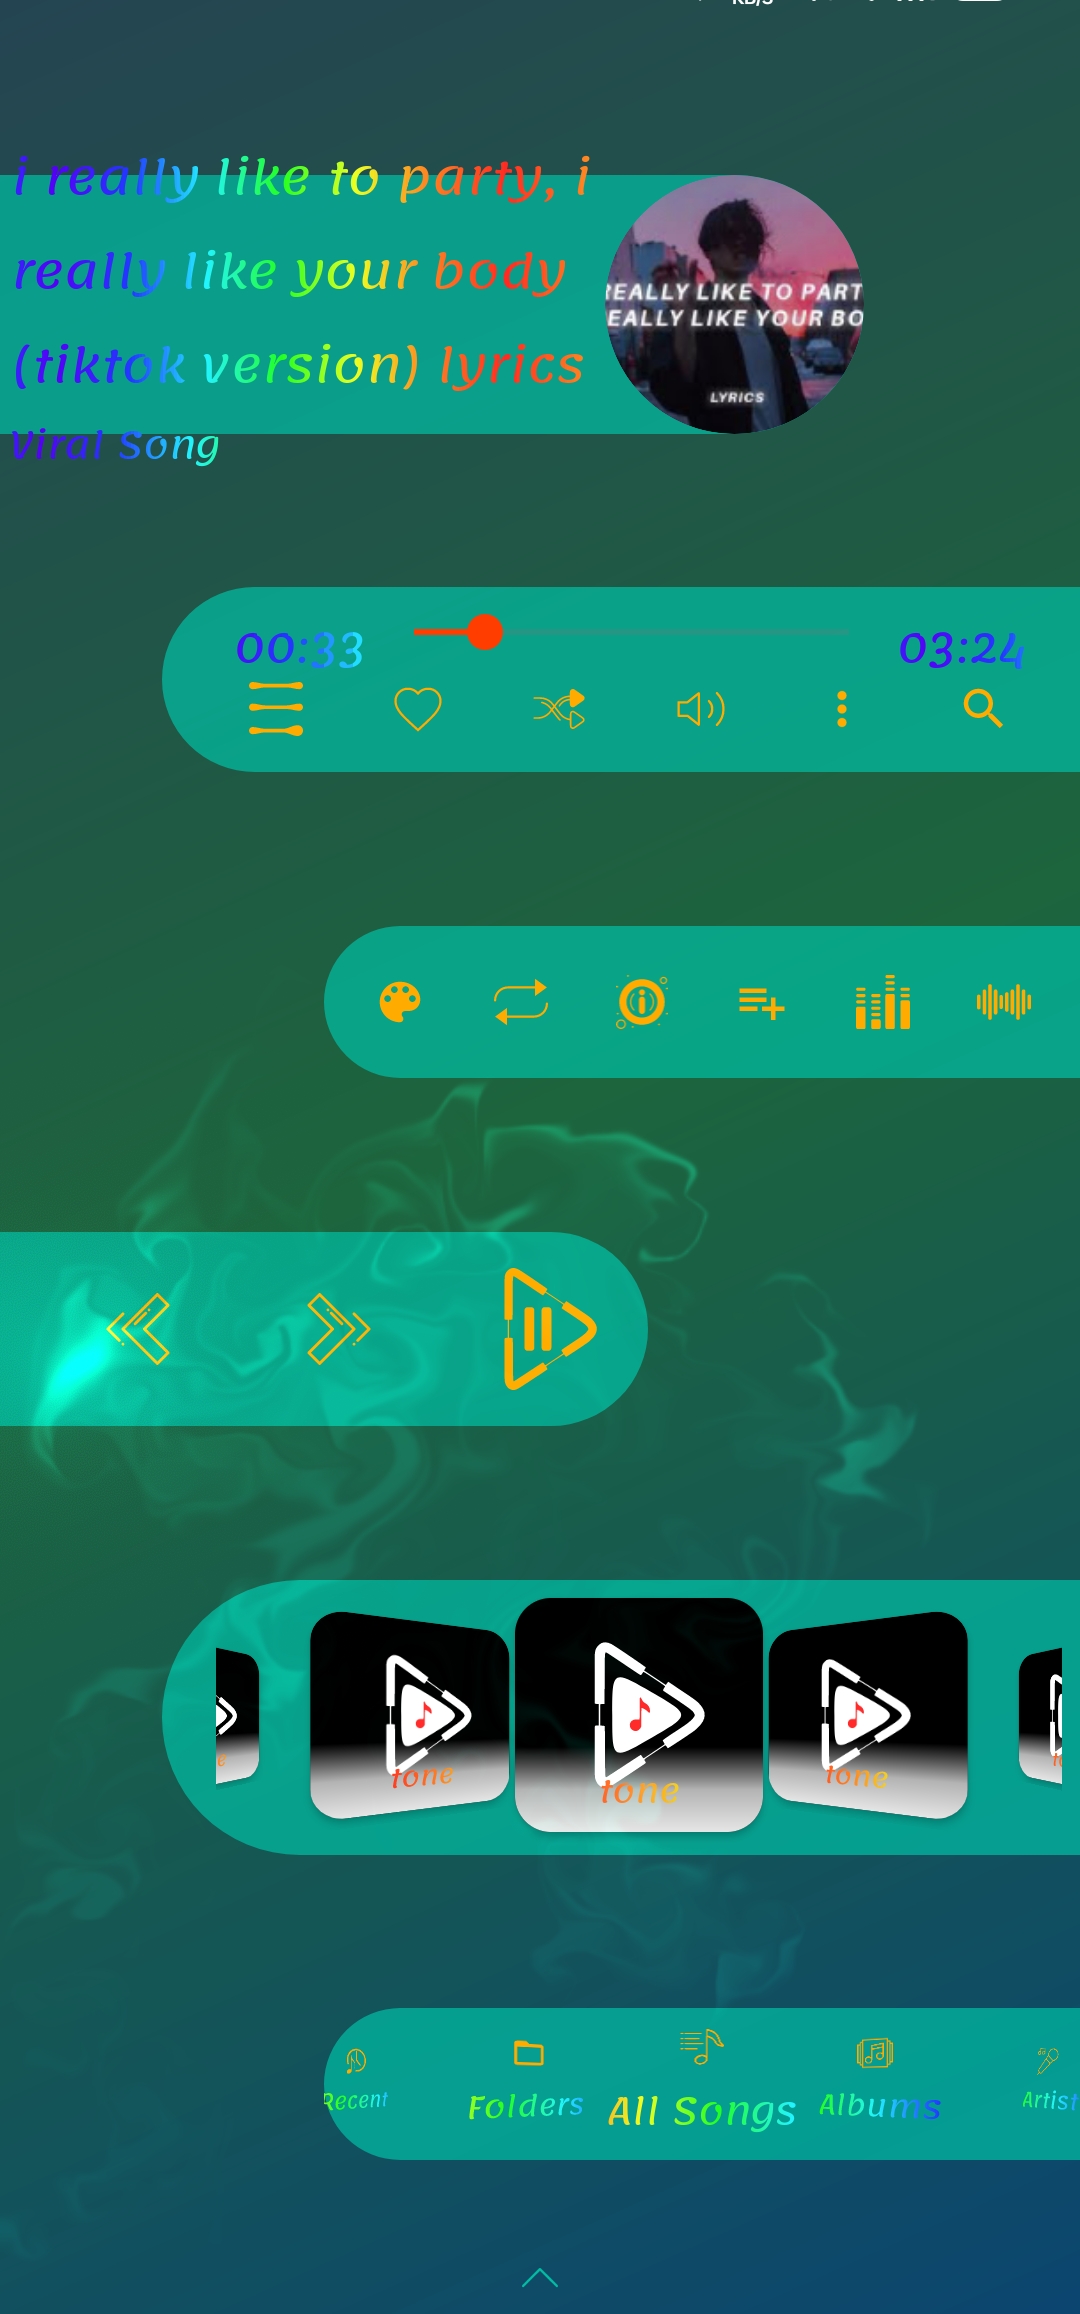 KB/S
i really like to party, i
really like your body
(tiktok version) lyrics
Viral Song
REALLY LIKE TO PART
EALLY LIKE YOUR BO
LYRICS
00:33
03:24
e
tone
tone
tone
Recent
Folders
All Songs
Albums
Artist